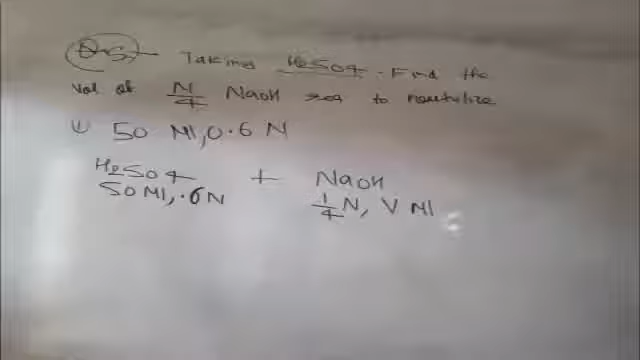 Q5) Taking H2SO4. Find the
vol of N/4 NaOH req to neutralize
(i) 50 Ml, 0.6 N
H2SO4 + NaOH
50 Ml, .6N 1/4 N, V Ml